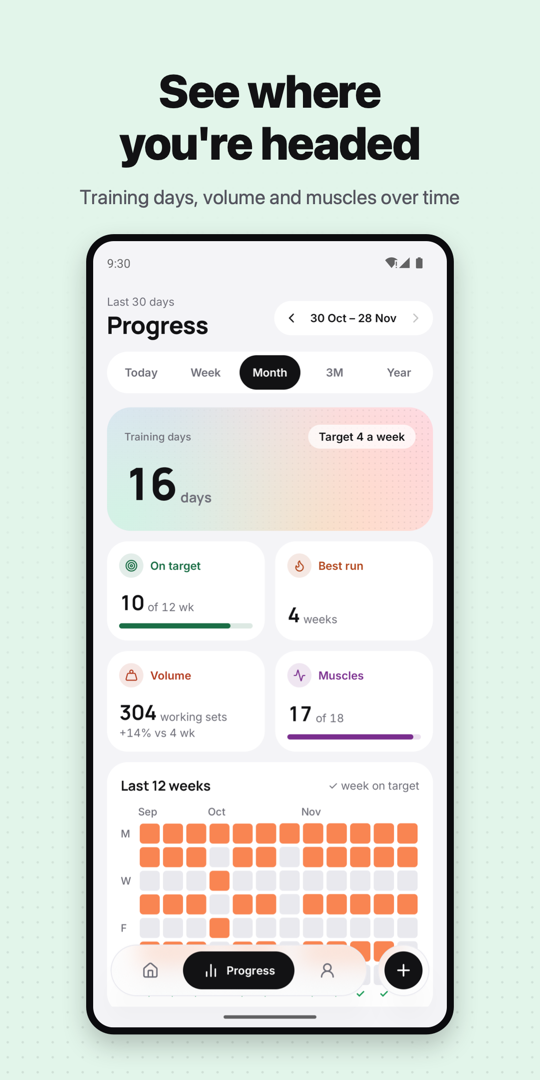 See where
you're headed
Training days, volume and muscles over time
9:30
Last 30 days
Progress
30 Oct – 28 Nov
Today Week Month 3M Year
Training days
Target 4 a week
16 days
On target
10 of 12 wk
Best run
4 weeks
Volume
304 working sets
+14% vs 4 wk
Muscles
17 of 18
Last 12 weeks
✓ week on target
Sep Oct Nov
M
W
F
Progress